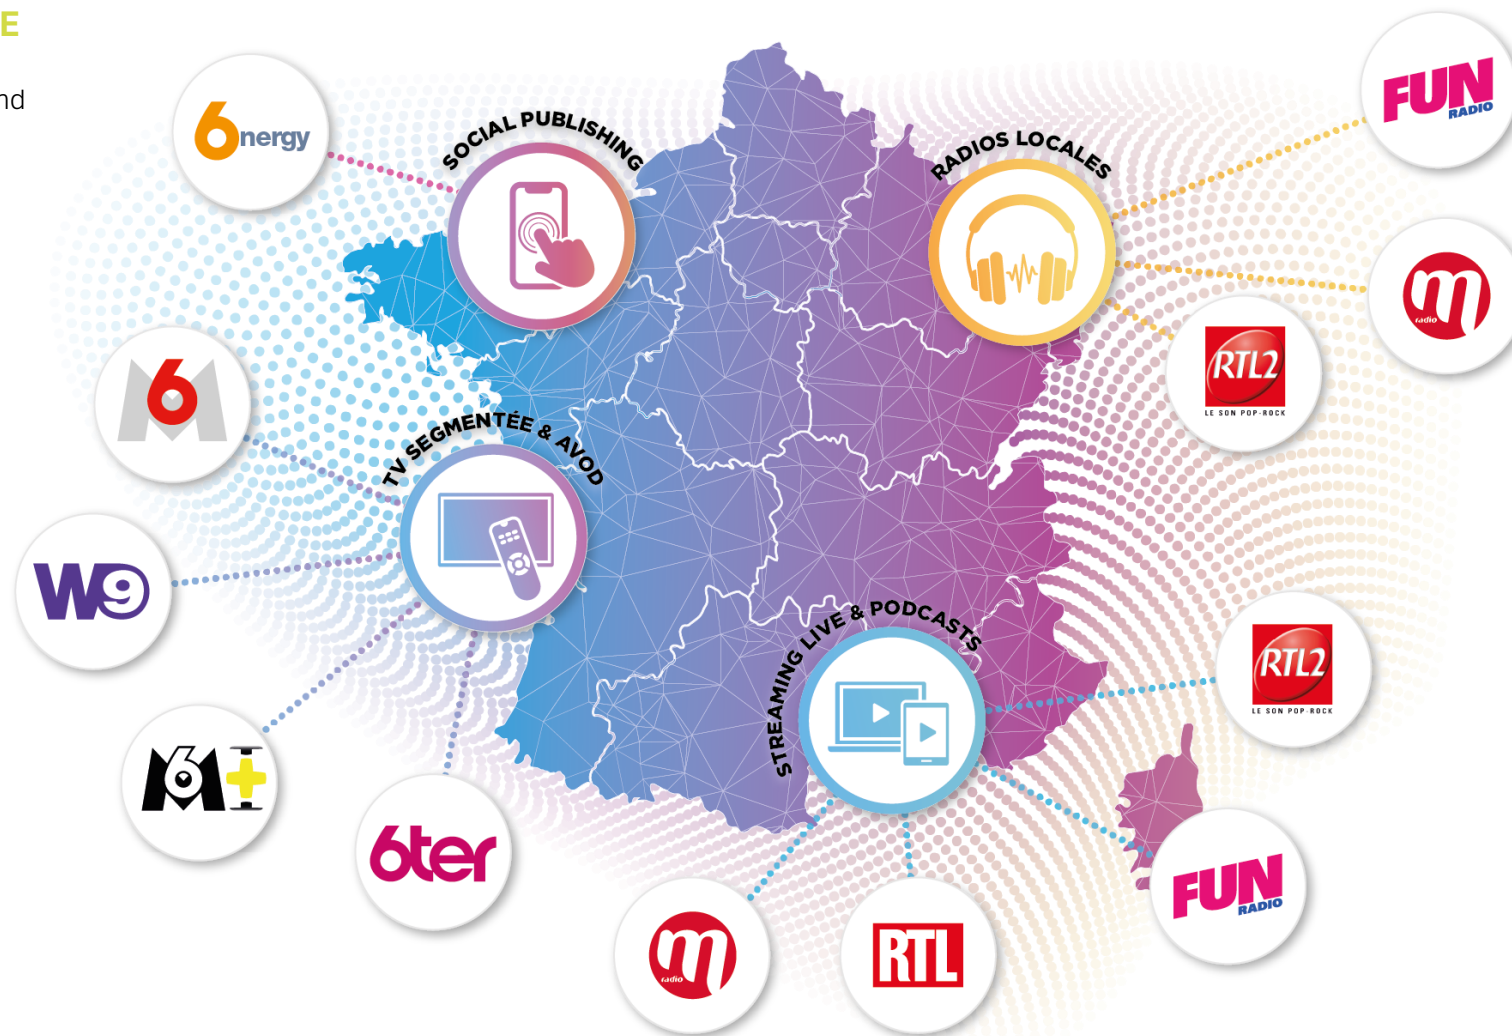 E
nd
6nergy
SOCIAL PUBLISHING
RADIOS LOCALES
FUN
RADIO
m
radio
RTL2
LE SON POP-ROCK
M6
TV SEGMENTÉE & AVOD
W9
M6+
6ter
STREAMING LIVE & PODCASTS
RTL2
LE SON POP-ROCK
FUN
RADIO
m
radio
RTL